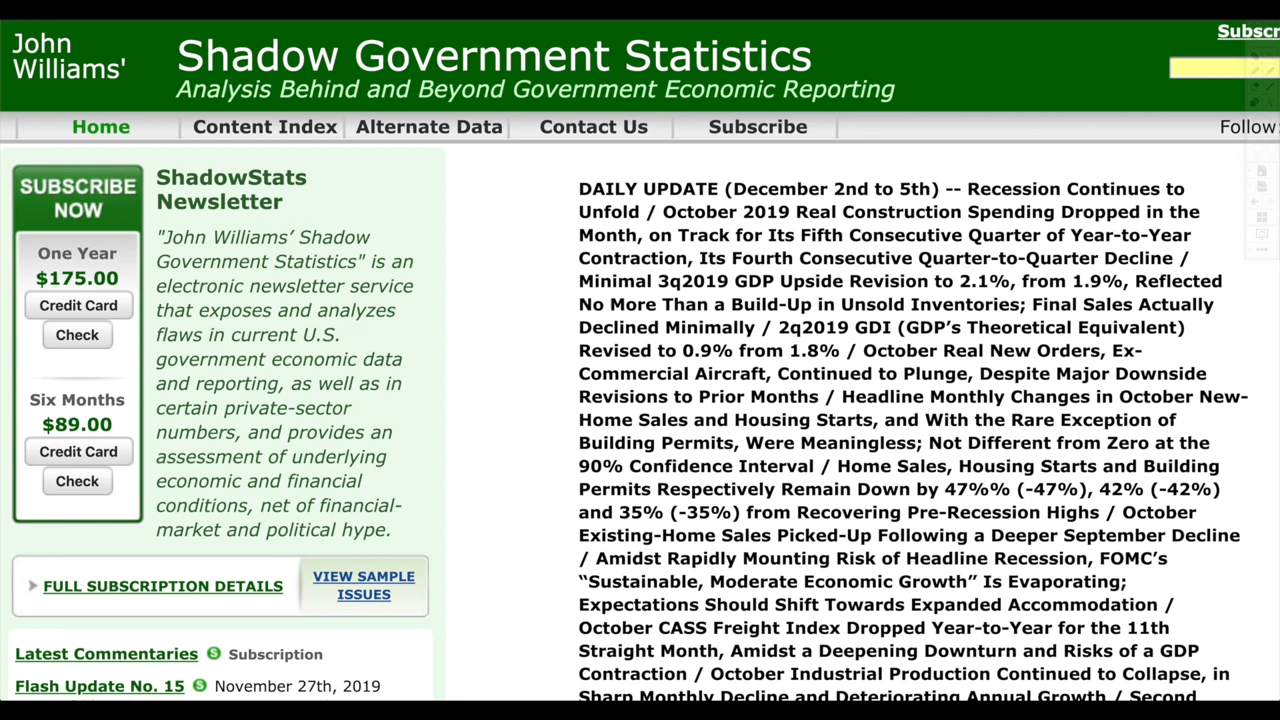 John
Williams'
Shadow Government Statistics
Analysis Behind and Beyond Government Economic Reporting
Subscr
Home
Content Index
Alternate Data
Contact Us
Subscribe
Follow
SUBSCRIBE
NOW
One Year
$175.00
Credit Card
Check
Six Months
$89.00
Credit Card
Check
ShadowStats
Newsletter
"John Williams’ Shadow
Government Statistics" is an
electronic newsletter service
that exposes and analyzes
flaws in current U.S.
government economic data
and reporting, as well as in
certain private-sector
numbers, and provides an
assessment of underlying
economic and financial
conditions, net of financial-
market and political hype.
FULL SUBSCRIPTION DETAILS
VIEW SAMPLE
ISSUES
Latest Commentaries S Subscription
Flash Update No. 15 S November 27th, 2019
DAILY UPDATE (December 2nd to 5th) -- Recession Continues to
Unfold / October 2019 Real Construction Spending Dropped in the
Month, on Track for Its Fifth Consecutive Quarter of Year-to-Year
Contraction, Its Fourth Consecutive Quarter-to-Quarter Decline /
Minimal 3q2019 GDP Upside Revision to 2.1%, from 1.9%, Reflected
No More Than a Build-Up in Unsold Inventories; Final Sales Actually
Declined Minimally / 2q2019 GDI (GDP’s Theoretical Equivalent)
Revised to 0.9% from 1.8% / October Real New Orders, Ex-
Commercial Aircraft, Continued to Plunge, Despite Major Downside
Revisions to Prior Months / Headline Monthly Changes in October New-
Home Sales and Housing Starts, and With the Rare Exception of
Building Permits, Were Meaningless; Not Different from Zero at the
90% Confidence Interval / Home Sales, Housing Starts and Building
Permits Respectively Remain Down by 47%% (-47%), 42% (-42%)
and 35% (-35%) from Recovering Pre-Recession Highs / October
Existing-Home Sales Picked-Up Following a Deeper September Decline
/ Amidst Rapidly Mounting Risk of Headline Recession, FOMC’s
“Sustainable, Moderate Economic Growth” Is Evaporating;
Expectations Should Shift Towards Expanded Accommodation /
October CASS Freight Index Dropped Year-to-Year for the 11th
Straight Month, Amidst a Deepening Downturn and Risks of a GDP
Contraction / October Industrial Production Continued to Collapse, in
Sharp Monthly Decline and Deteriorating Annual Growth / Second